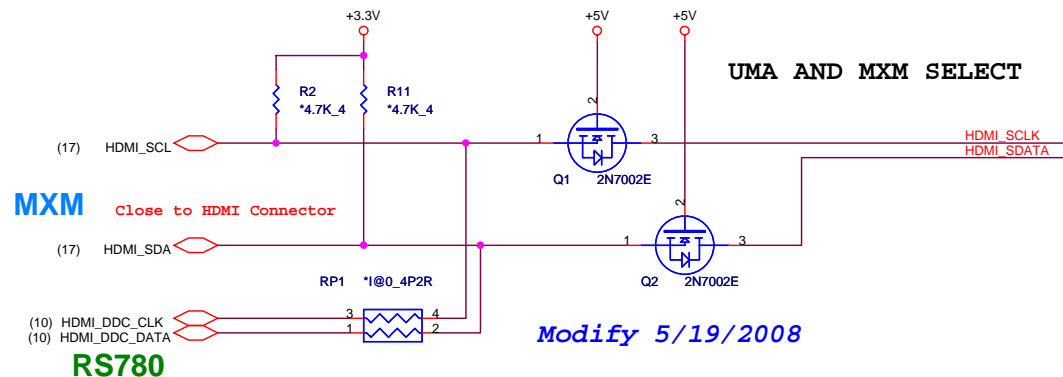 +3.3V
+5V
+5V
UMA AND MXM SELECT
R2
*4.7K_4
R11
*4.7K_4
2
(17) HDMI_SCL
1
3
HDMI_SCLK
HDMI_SDATA
Q1 2N7002E
MXM Close to HDMI Connector
2
(17) HDMI_SDA
1
3
RP1 *I@0_4P2R
Q2 2N7002E
(10) HDMI_DDC_CLK
3
4
(10) HDMI_DDC_DATA
1
2
Modify 5/19/2008
RS780